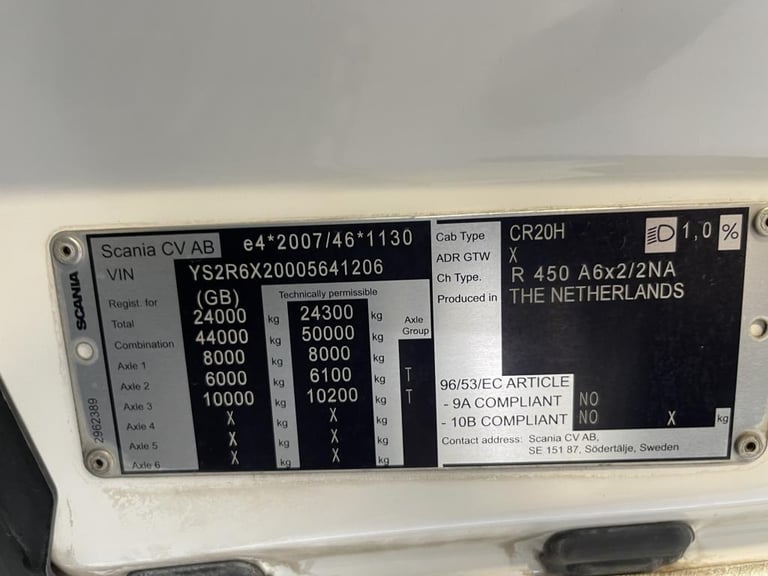 Scania CV AB e4*2007/46*1130
VIN YS2R6X20005641206
SCANIA
2962389
Regist. for (GB) Technically permissible
Total 24000 kg 24300 kg Axle Group
Combination 44000 kg 50000 kg
Axle 1 8000 kg 8000 kg
Axle 2 6000 kg 6100 kg T
Axle 3 10000 kg 10200 kg T
Axle 4 X kg X kg
Axle 5 X kg X kg
Axle 6 X kg X kg
Cab Type CR20H 1,0 %
ADR GTW X
Ch Type. R 450 A6x2/2NA
Produced in THE NETHERLANDS
96/53/EC ARTICLE
- 9A COMPLIANT NO
- 10B COMPLIANT NO X kg
Contact address: Scania CV AB,
SE 151 87, Södertälje, Sweden